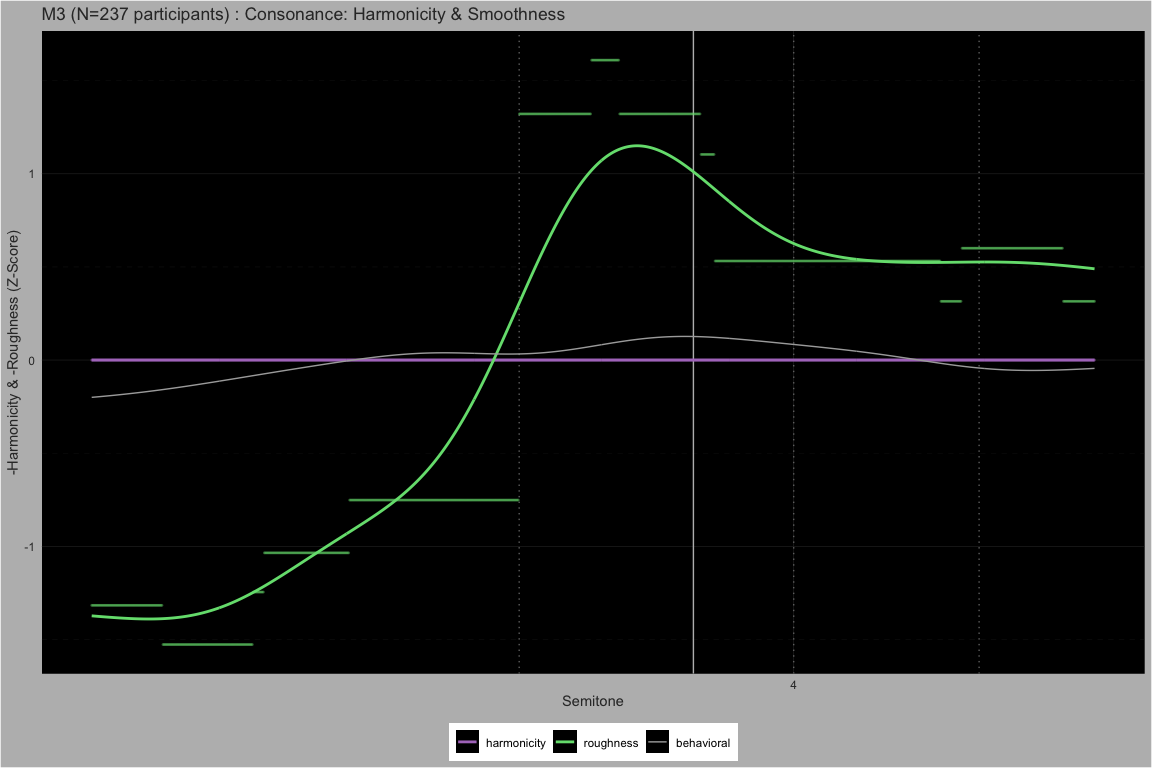 M3 (N=237 participants) : Consonance: Harmonicity & Smoothness
-Harmonicity & -Roughness (Z-Score)
1
0
-1
4
Semitone
harmonicity roughness behavioral